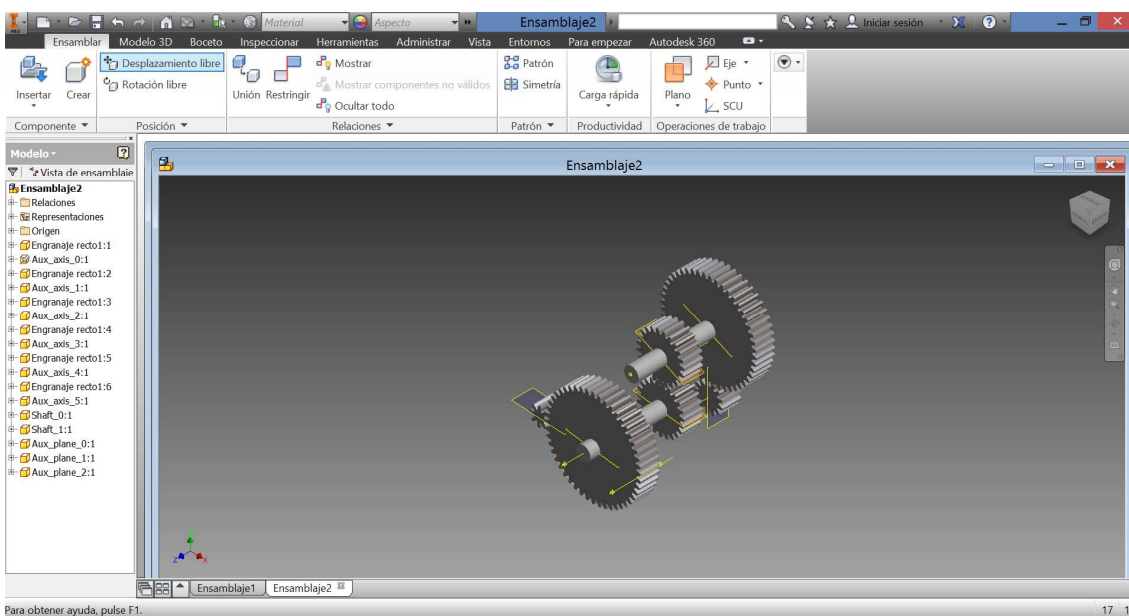 PRO Material Aspecto Ensamblaje2 Iniciar sesión
Ensamblar Modelo 3D Boceto Inspeccionar Herramientas Administrar Vista Entornos Para empezar Autodesk 360
Insertar Crear Desplazamiento libre Rotación libre
Unión Restringir Mostrar
Mostrar componentes no válidos
Ocultar todo
Patrón
Simetría
Carga rápida
Plano Eje
Punto
SCU
Componente Posición Relaciones Patrón Productividad Operaciones de trabajo
Modelo
Vista de ensamblaje
Ensamblaje2
Relaciones
Representaciones
Origen
Engranaje recto1:1
Aux_axis_0:1
Engranaje recto1:2
Aux_axis_1:1
Engranaje recto1:3
Aux_axis_2:1
Engranaje recto1:4
Aux_axis_3:1
Engranaje recto1:5
Aux_axis_4:1
Engranaje recto1:6
Aux_axis_5:1
Shaft_0:1
Shaft_1:1
Aux_plane_0:1
Aux_plane_1:1
Aux_plane_2:1
Ensamblaje2
z x
Ensamblaje1 Ensamblaje2
Para obtener ayuda, pulse F1. 17 1